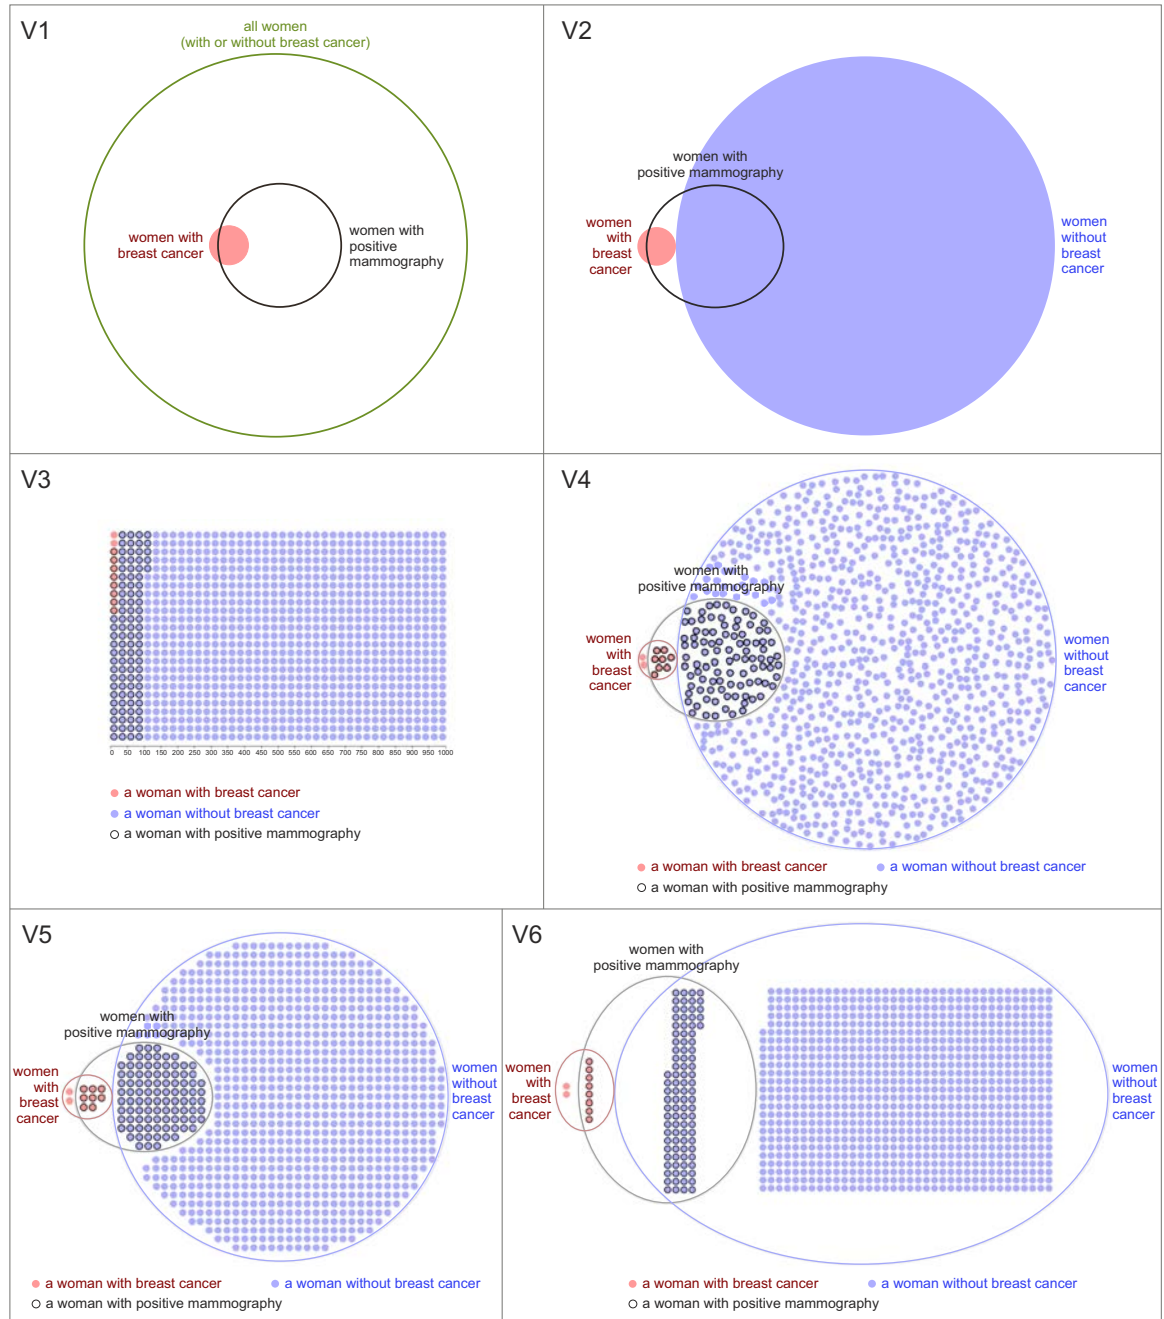 V1
all women
(with or without breast cancer)
women with
breast cancer
women with
positive
mammography
V2
women with
positive mammography
women
with
breast
cancer
women
without
breast
cancer
V3
0 50 100 150 200 250 300 350 400 450 500 550 600 650 700 750 800 850 900 950 1000
a woman with breast cancer
a woman without breast cancer
a woman with positive mammography
V4
women with
positive mammography
women
with
breast
cancer
women
without
breast
cancer
a woman with breast cancer a woman without breast cancer
a woman with positive mammography
V5
women with
positive mammography
women
with
breast
cancer
women
without
breast
cancer
a woman with breast cancer a woman without breast cancer
a woman with positive mammography
V6
women with
positive mammography
women
with
breast
cancer
women
without
breast
cancer
a woman with breast cancer a woman without breast cancer
a woman with positive mammography